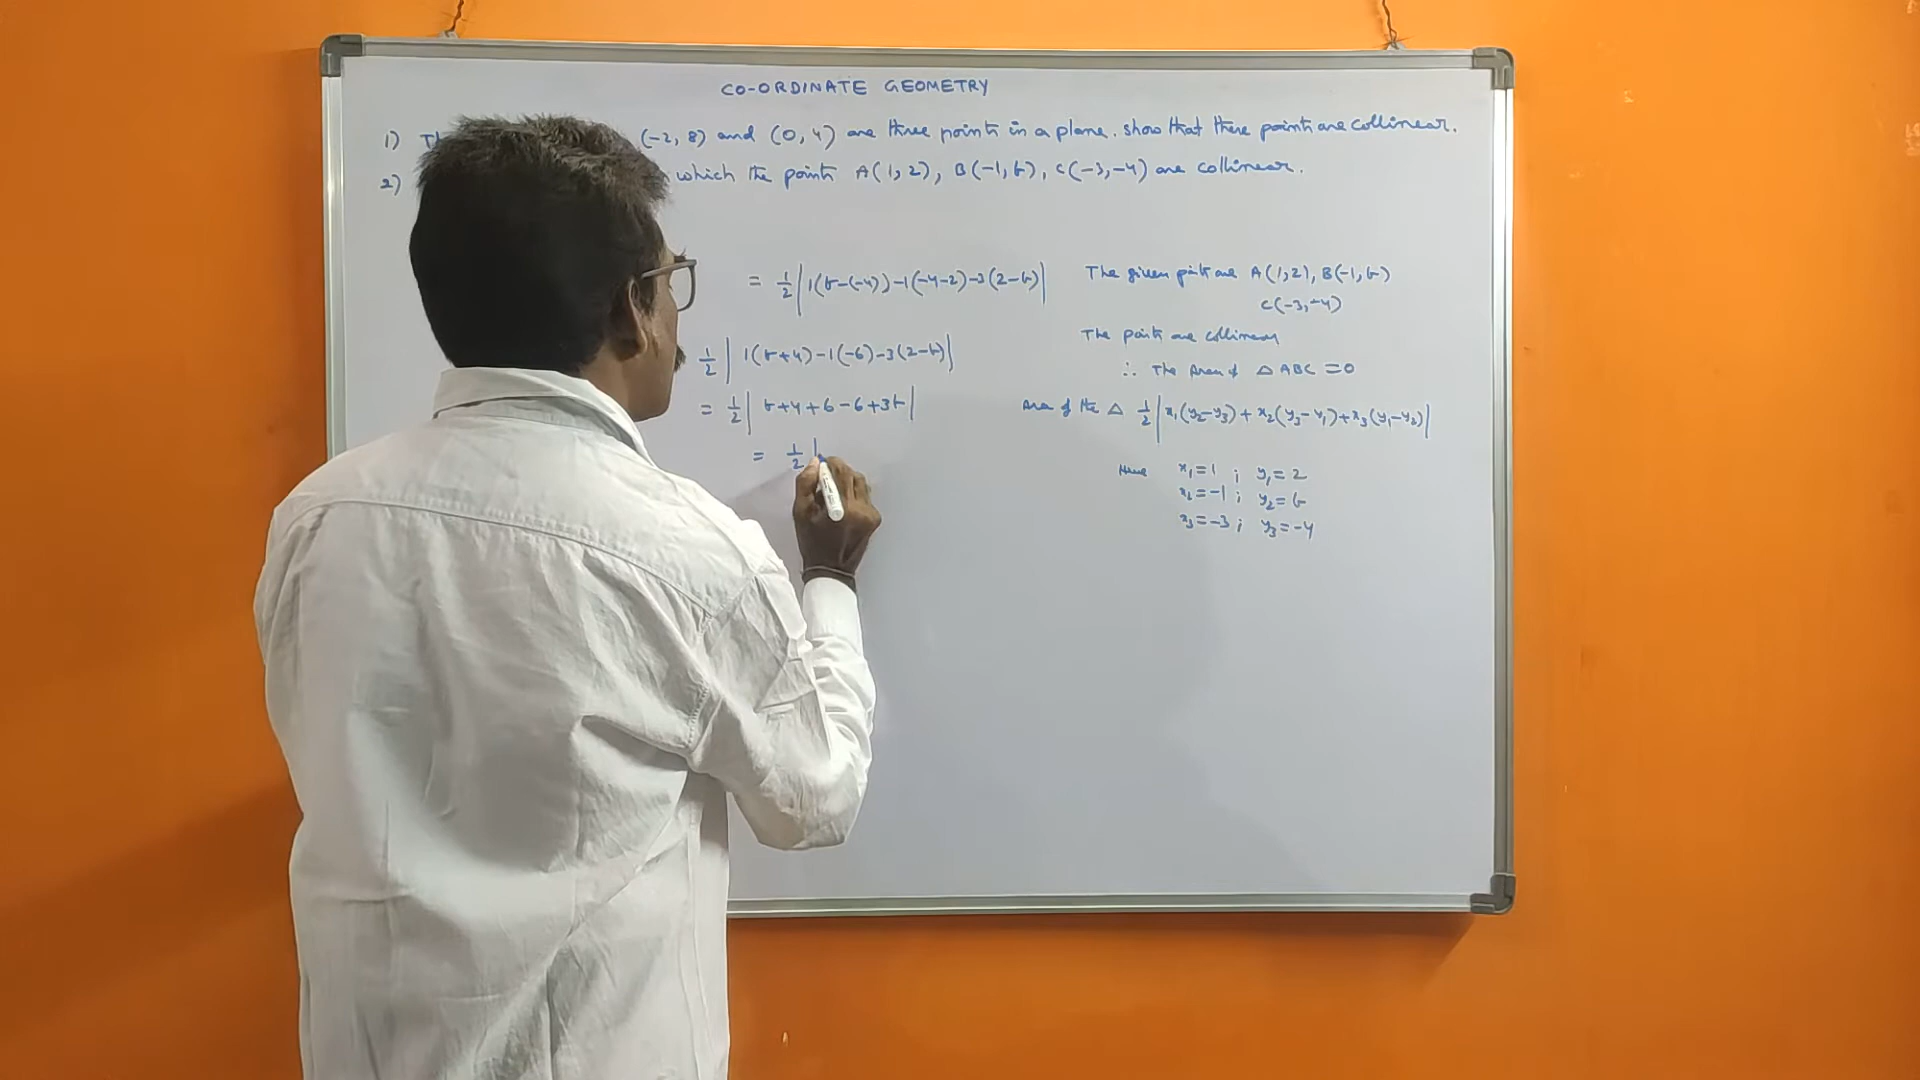 CO-ORDINATE GEOMETRY
1) (-2, 8) and (0, 4) are three points in a plane. show that these points are collinear.
2) which the points A(1, 2), B(-1, b), C(-3, -4) are collinear.
= 1/2 | 1(b-(-4))-1(-4-2)-3(2-b) |
1/2 | 1(b+4)-1(-6)-3(2-b) |
= 1/2 | b+4+6-6+3b |
= 1/2 |
The given points are A(1,2), B(-1, b)
C(-3, -4)
The points are collinear
∴ The Area of △ ABC = 0
Area of the △ 1/2 | x₁(y₂-y₃) + x₂(y₃-y₁)+x₃(y₁-y₂) |
Here x₁=1 ; y₁=2
x₂=-1 ; y₂=b
x₃=-3 ; y₃=-4